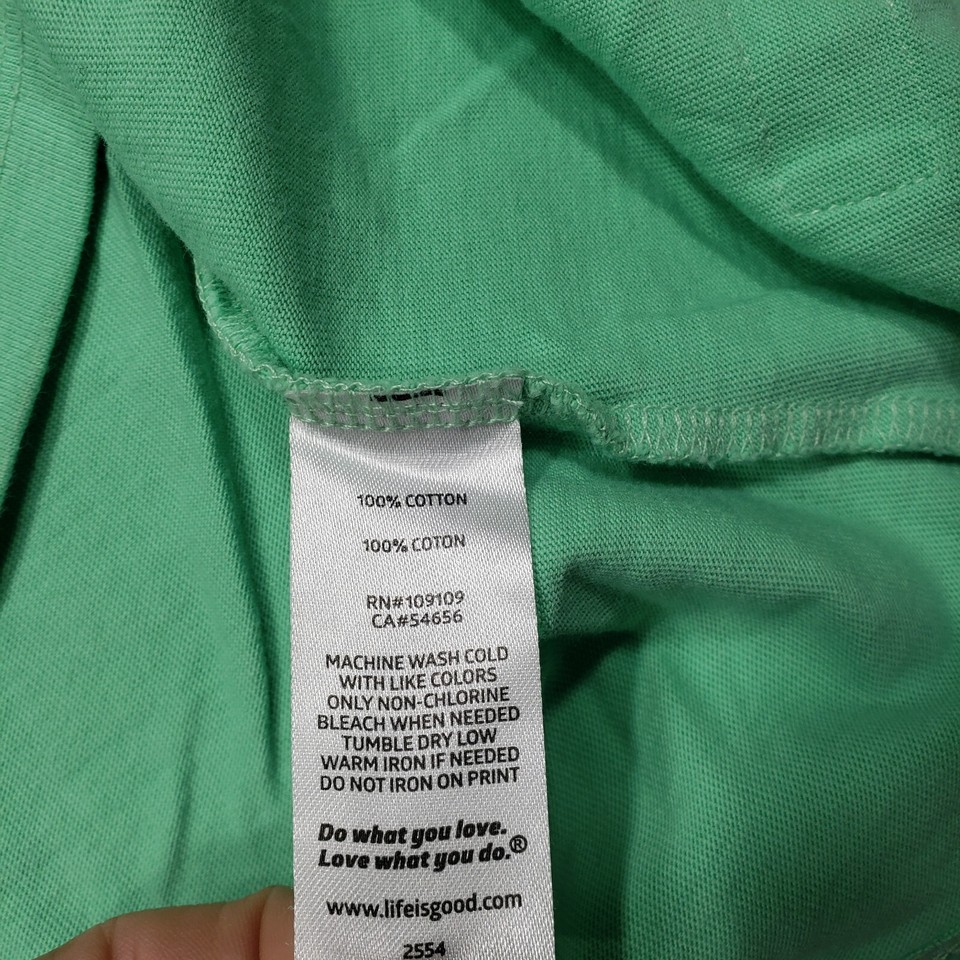 100% COTTON
100% COTON
RN#109109
CA#54656
MACHINE WASH COLD
WITH LIKE COLORS
ONLY NON-CHLORINE
BLEACH WHEN NEEDED
TUMBLE DRY LOW
WARM IRON IF NEEDED
DO NOT IRON ON PRINT
Do what you love.
Love what you do.®
www.lifeisgood.com
2554